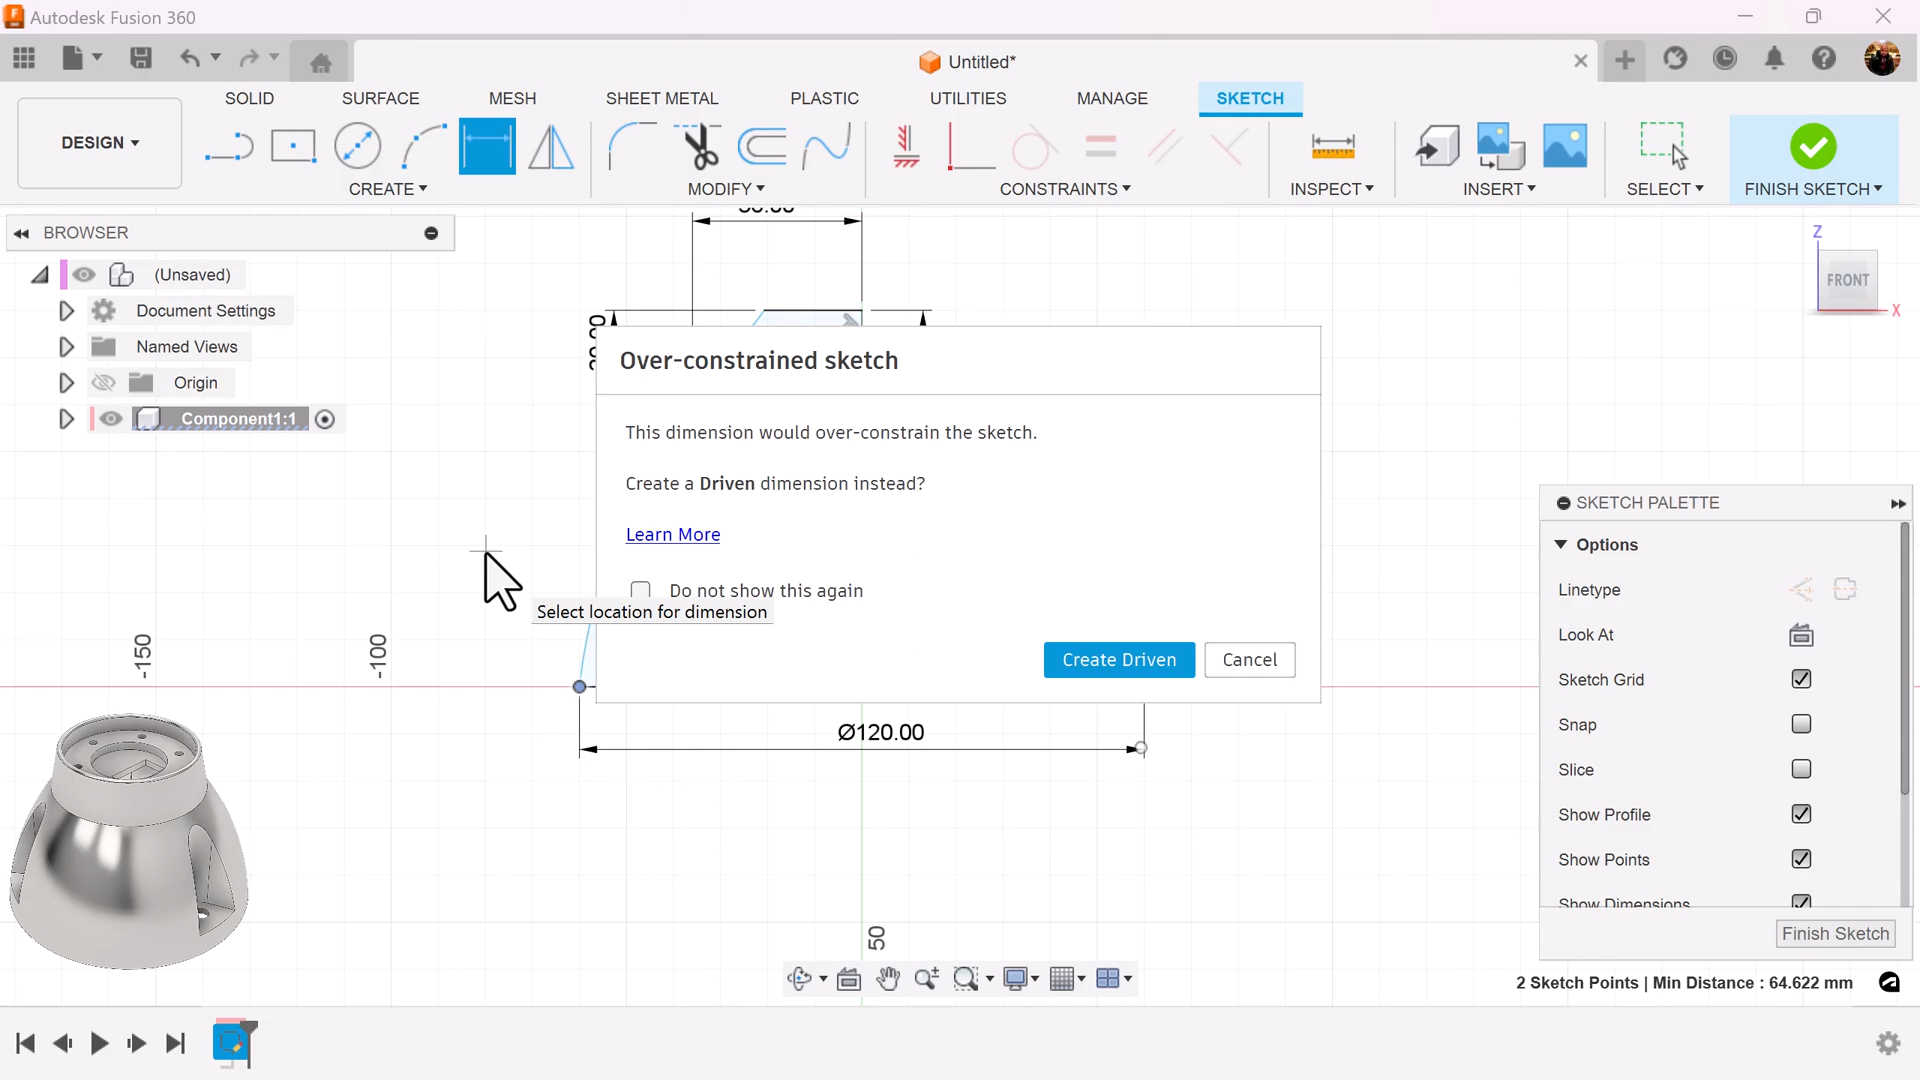 Autodesk Fusion 360
Untitled*
SOLID
SURFACE
MESH
SHEET METAL
PLASTIC
UTILITIES
MANAGE
SKETCH
DESIGN
CREATE
MODIFY
CONSTRAINTS
INSPECT
INSERT
SELECT
FINISH SKETCH
BROWSER
(Unsaved)
Document Settings
Named Views
Origin
Component1:1
Z
FRONT
X
Over-constrained sketch
This dimension would over-constrain the sketch.
Create a Driven dimension instead?
Learn More
Do not show this again
Select location for dimension
Create Driven
Cancel
-150
-100
Ø120.00
50
SKETCH PALETTE
Options
Linetype
Look At
Sketch Grid
Snap
Slice
Show Profile
Show Points
Show Dimensions
Finish Sketch
2 Sketch Points | Min Distance : 64.622 mm